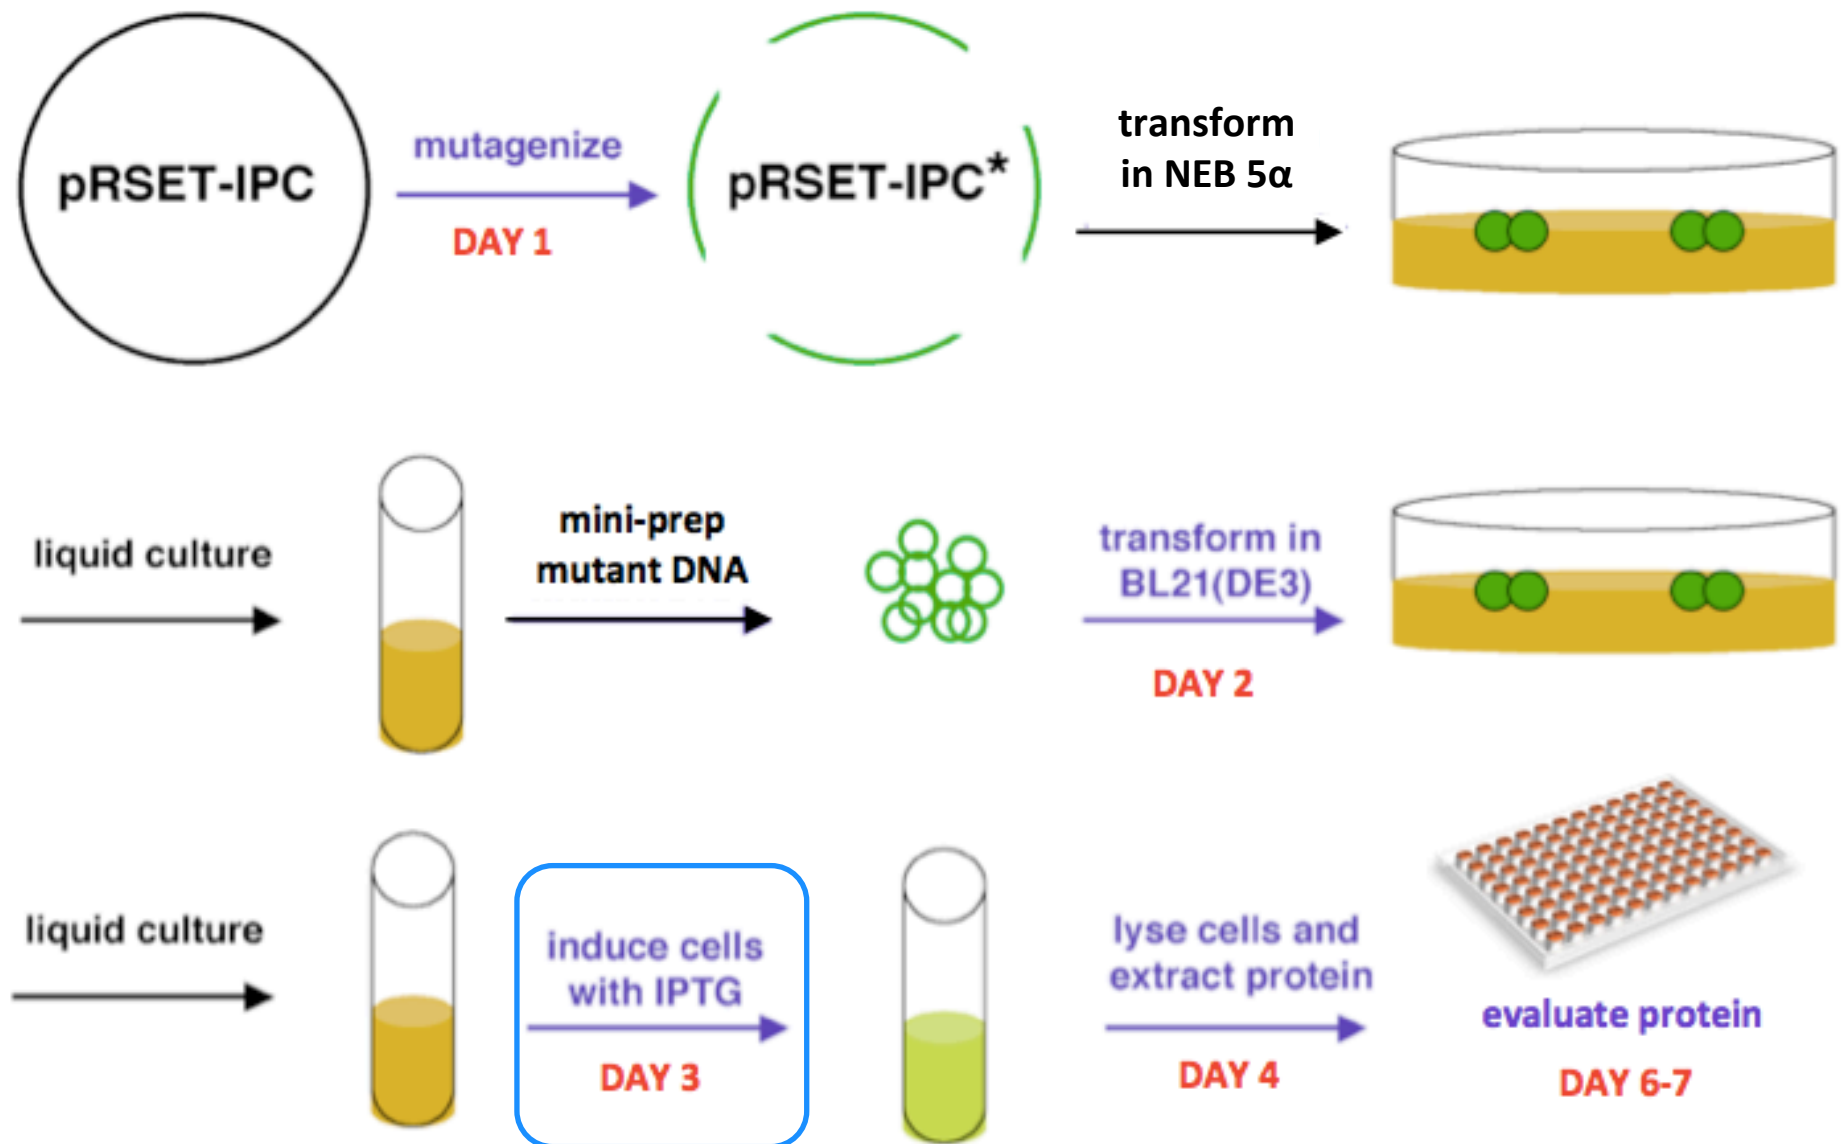 pRSET-IPC
mutagenize
DAY 1
pRSET-IPC*
transform
in NEB 5α
liquid culture
mini-prep
mutant DNA
transform in
BL21(DE3)
DAY 2
liquid culture
induce cells
with IPTG
DAY 3
lyse cells and
extract protein
DAY 4
evaluate protein
DAY 6-7